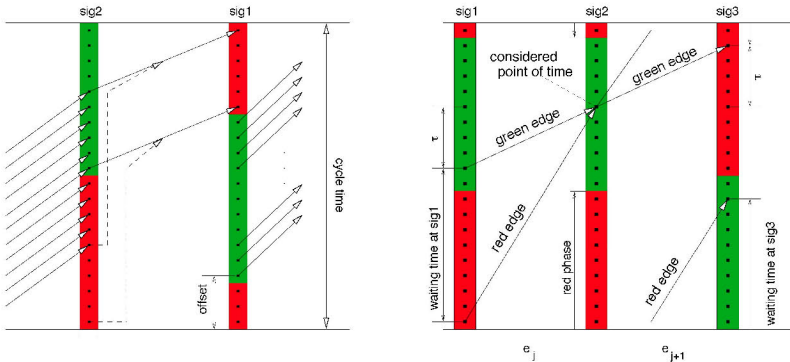 sig2
sig1
cycle time
offset
sig1
sig2
sig3
considered
point of time
green edge
green edge
τ
τ
red edge
red edge
waiting time at sig1
red phase
waiting time at sig3
e j
e j+1